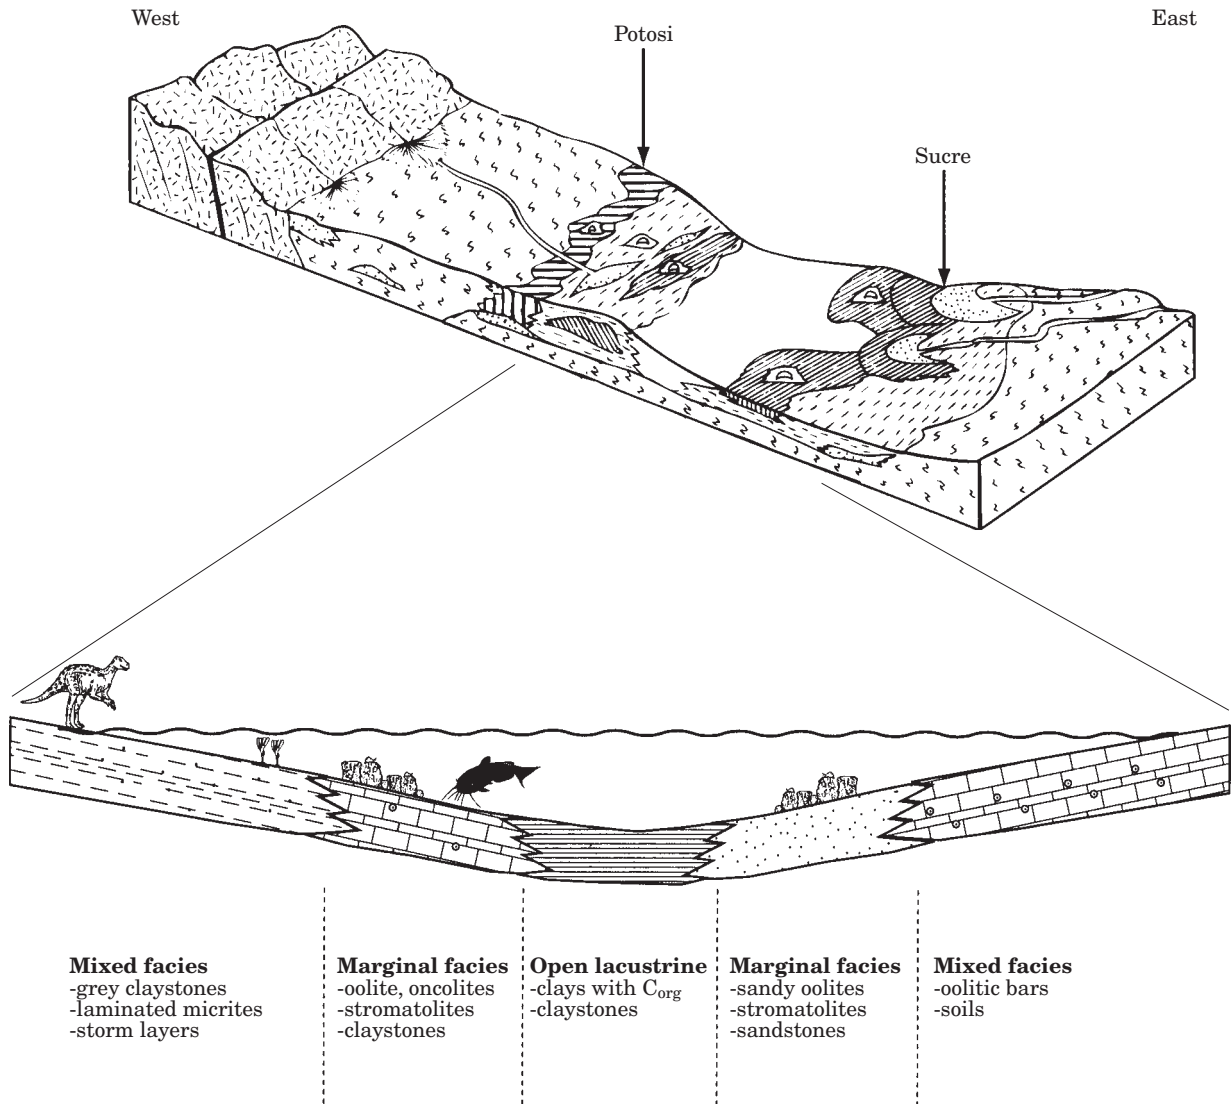 West
East
Potosi
Sucre
Mixed facies
-grey claystones
-laminated micrites
-storm layers
Marginal facies
-oolite, oncolites
-stromatolites
-claystones
Open lacustrine
-clays with Corg
-claystones
Marginal facies
-sandy oolites
-stromatolites
-sandstones
Mixed facies
-oolitic bars
-soils